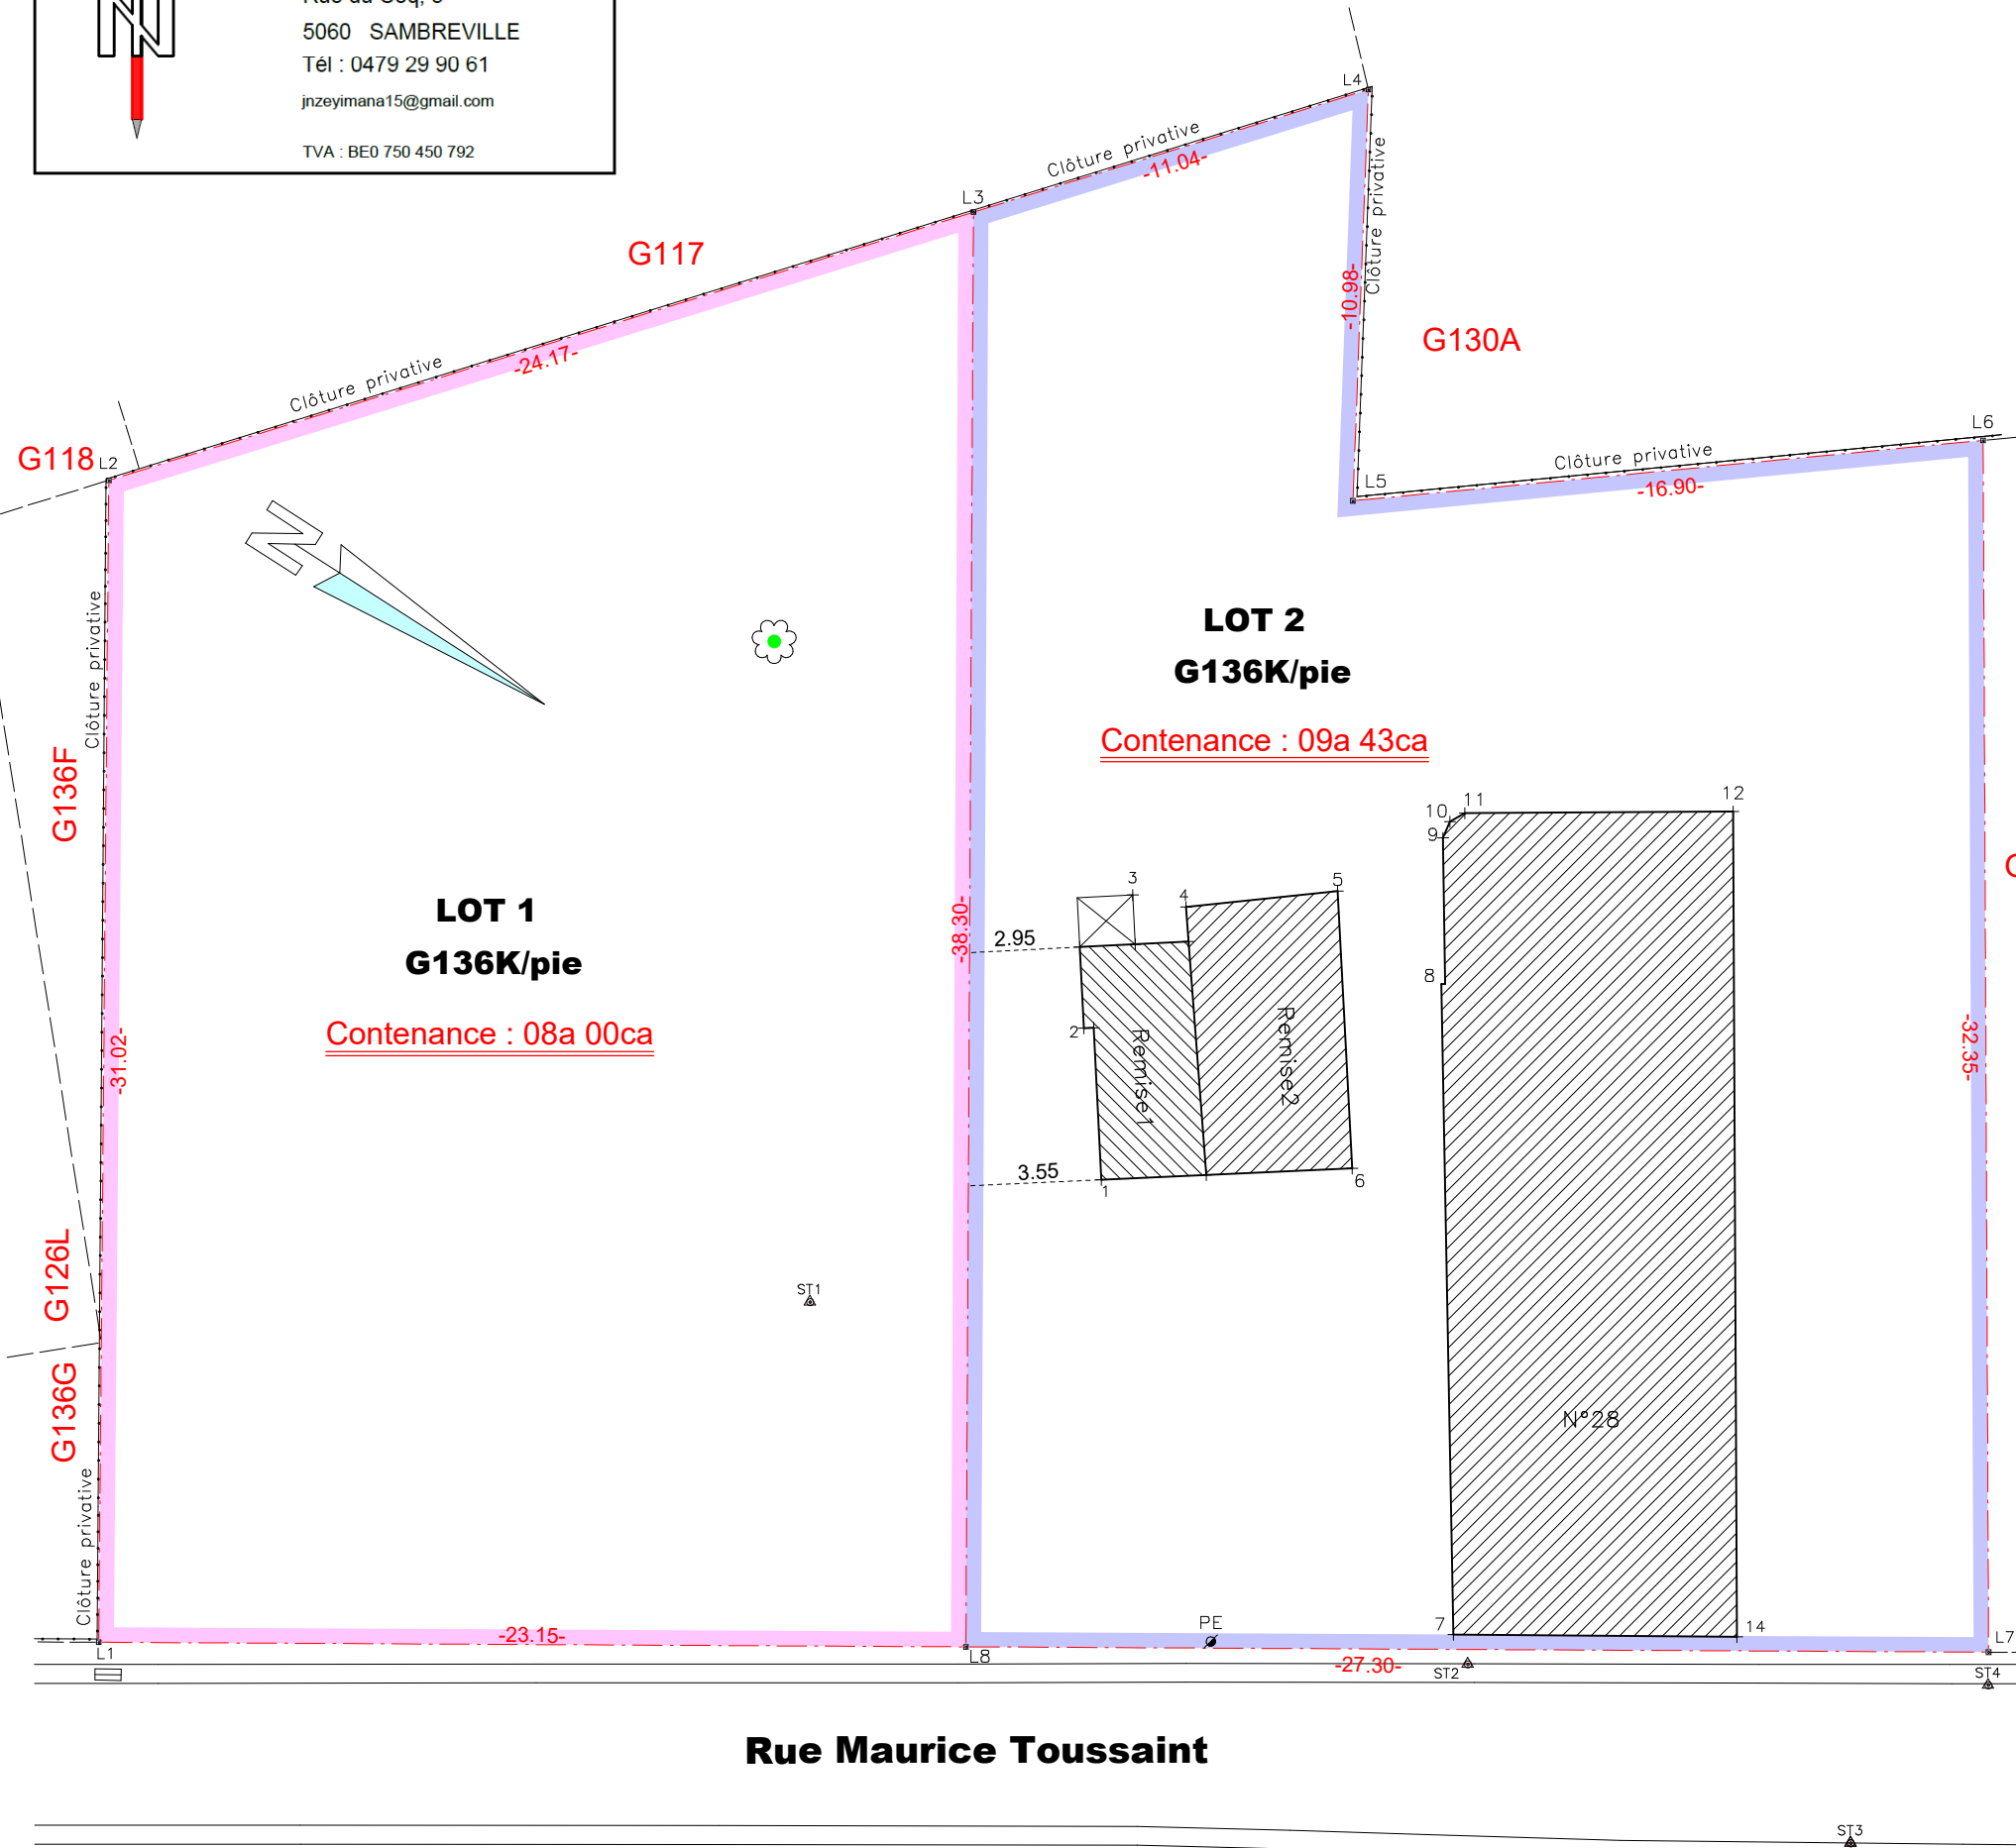 5060 SAMBREVILLE
Tél : 0479 29 90 61
jnzeyimana15@gmail.com
TVA : BE0 750 450 792
L4
Clôture privative
-11.04-
Clôture privative
-10.98-
L3
G117
G130A
Clôture privative
-24.17-
L6
Clôture privative
-16.90-
L5
G118
L2
N
Clôture privative
G136F
LOT 2
G136K/pie
Contenance : 09a 43ca
12
11
10
9
8
3
4
5
2.95
2
Remise1
Remise2
-38.30-
LOT 1
G136K/pie
Contenance : 08a 00ca
-31.02-
-32.35-
3.55
1
6
G126L
ST1
G136G
N°28
Clôture privative
-23.15-
PE
7
14
L7
L1
L8
-27.30-
ST2
ST4
Rue Maurice Toussaint
ST3